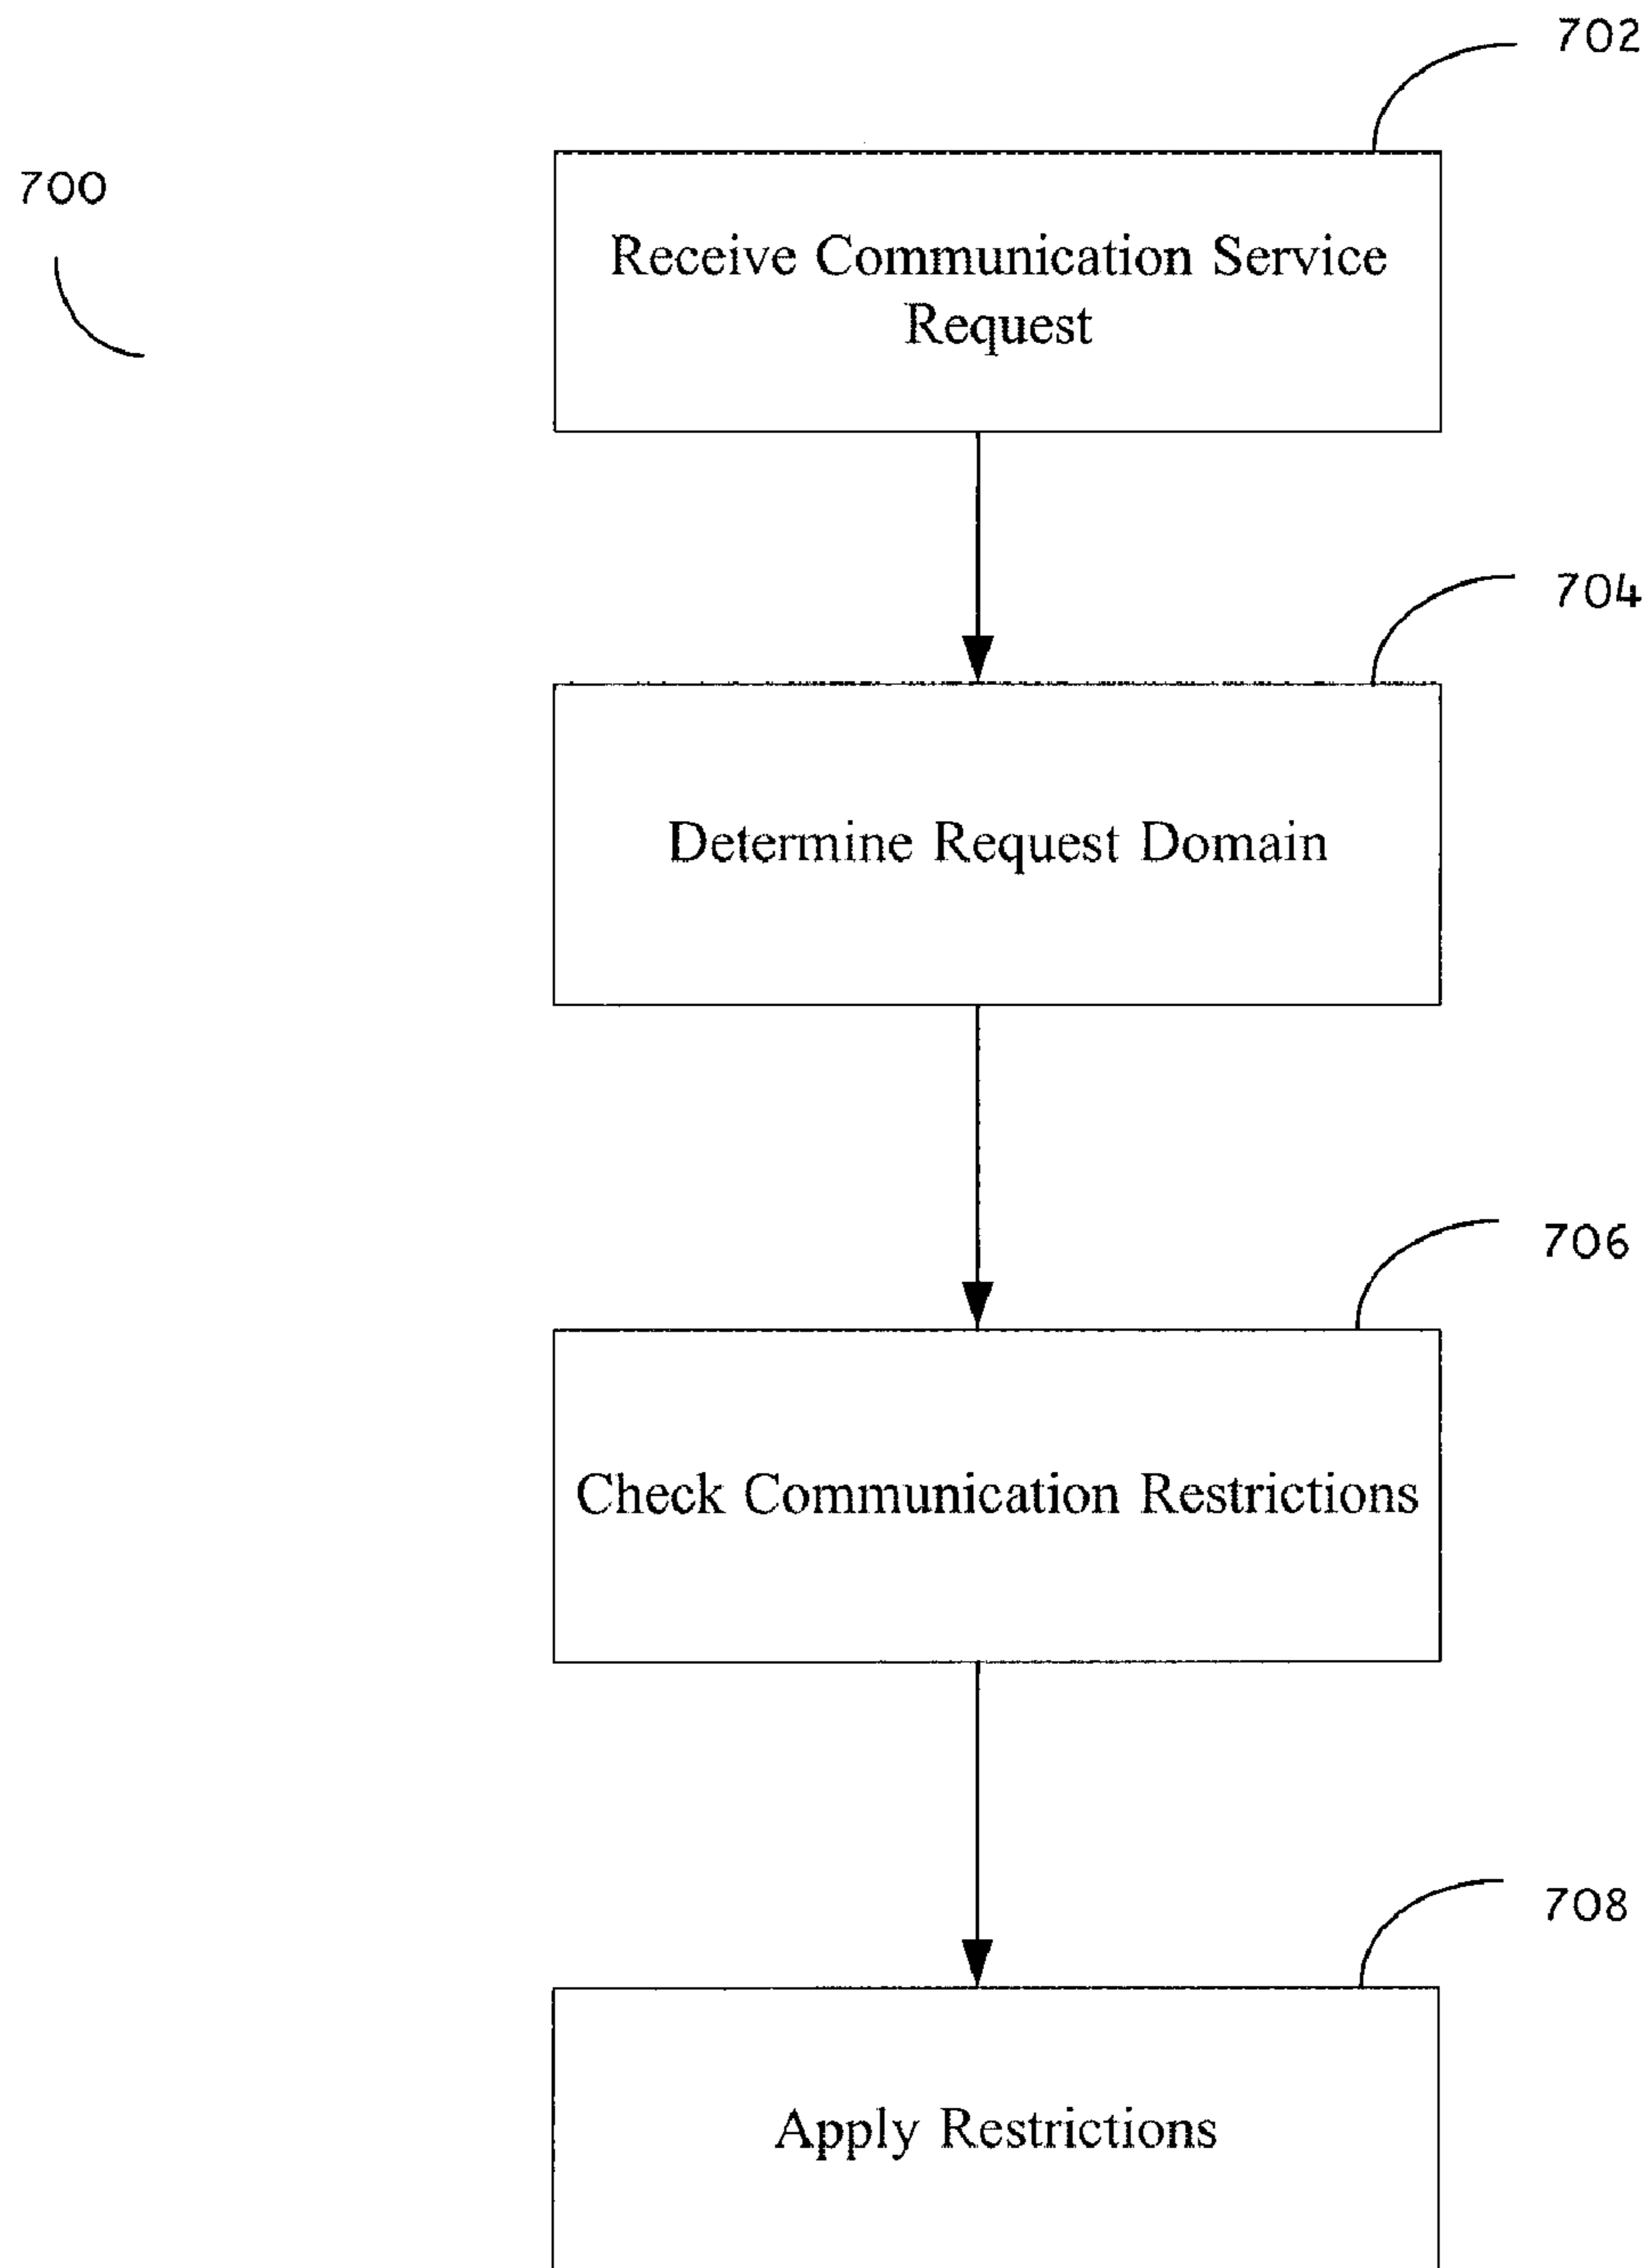 702
700
Receive Communication Service
Request
704
Determine Request Domain
706
Check Communication Restrictions
708
Apply Restrictions